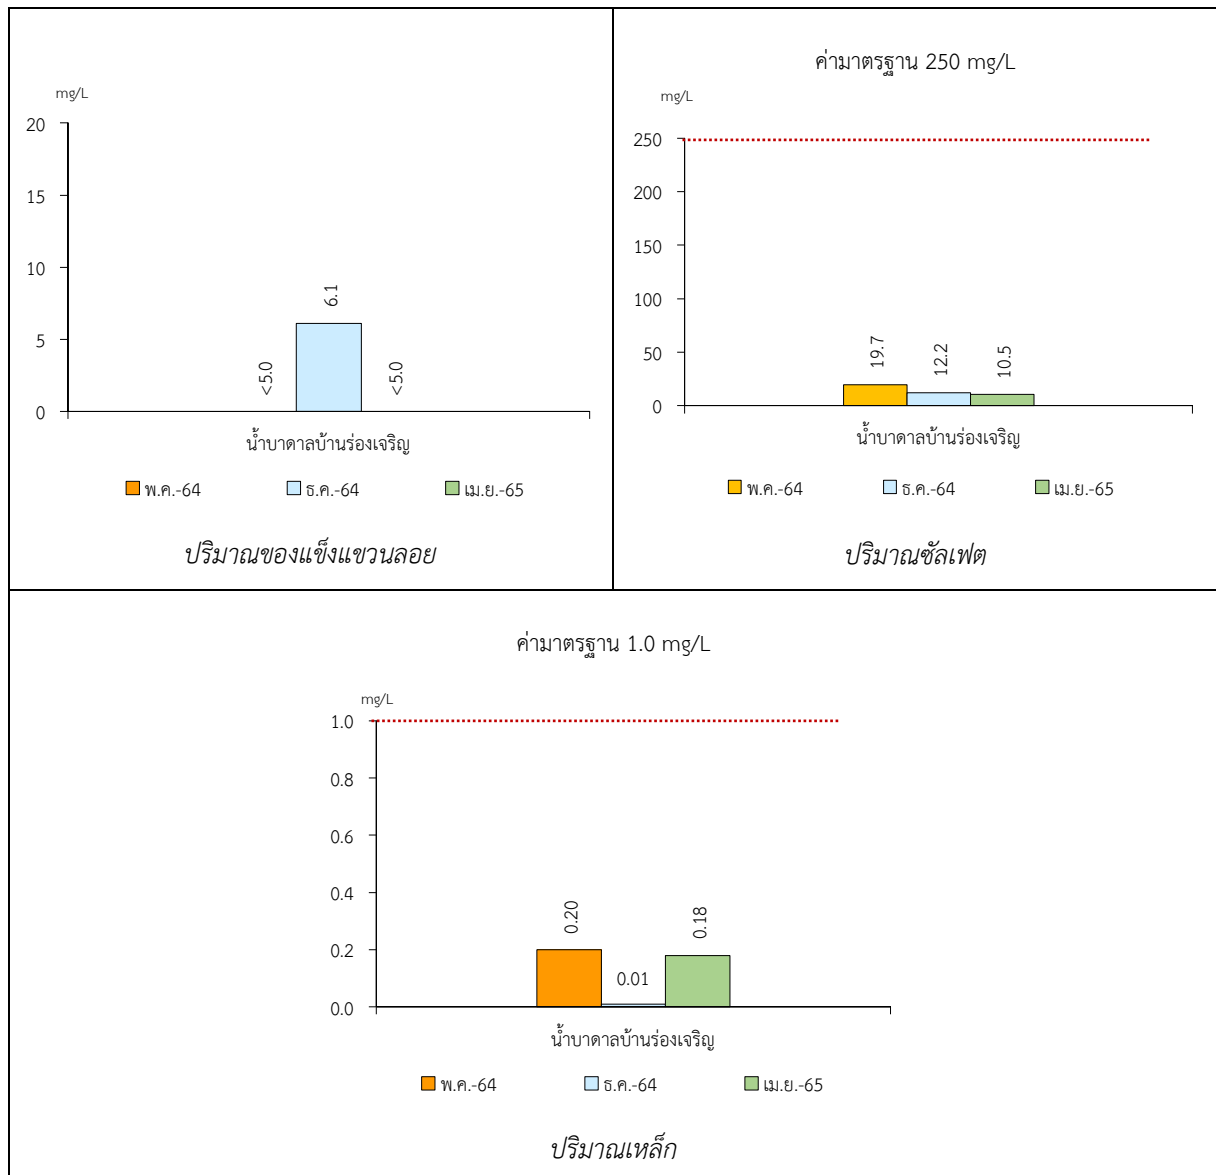 mg/L
20
15
10
5
0
<5.0
6.1
<5.0
น้ำบาดาลบ้านร่องเจริญ
พ.ค.-64 ธ.ค.-64 เม.ย.-65
ปริมาณของแข็งแขวนลอย
ค่ามาตรฐาน 250 mg/L
mg/L
250
200
150
100
50
0
19.7
12.2
10.5
น้ำบาดาลบ้านร่องเจริญ
พ.ค.-64 ธ.ค.-64 เม.ย.-65
ปริมาณซัลเฟต
ค่ามาตรฐาน 1.0 mg/L
mg/L
1.0
0.8
0.6
0.4
0.2
0.0
0.20
0.01
0.18
น้ำบาดาลบ้านร่องเจริญ
พ.ค.-64 ธ.ค.-64 เม.ย.-65
ปริมาณเหล็ก